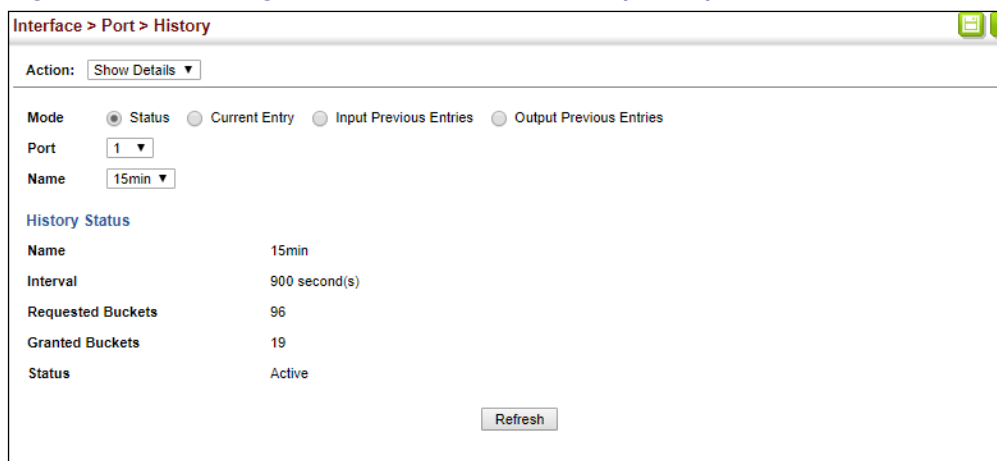 Interface > Port > History
Action: Show Details ▼
Mode Status Current Entry Input Previous Entries Output Previous Entries
Port 1 ▼
Name 15min ▼
History Status
Name 15min
Interval 900 second(s)
Requested Buckets 96
Granted Buckets 19
Status Active
Refresh